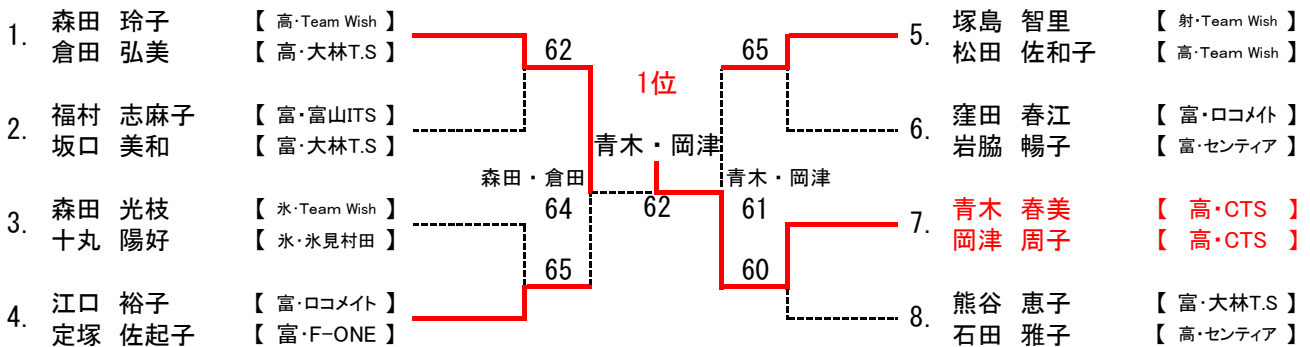 1. 森田 玲子 【 高・Team Wish 】
倉田 弘美 【 高・大林T.S 】
2. 福村 志麻子 【 富・富山ITS 】
坂口 美和 【 富・大林T.S 】
3. 森田 光枝 【 氷・Team Wish 】
十丸 陽好 【 氷・氷見村田 】
4. 江口 裕子 【 富・ロコメイト 】
定塚 佐起子 【 富・F-ONE 】
62
森田・倉田
64
65
1位
青木・岡津
62
65
青木・岡津
61
60
5. 塚島 智里 【 射・Team Wish 】
松田 佐和子 【 高・Team Wish 】
6. 窪田 春江 【 富・ロコメイト 】
岩脇 暢子 【 富・センティア 】
7. 青木 春美 【 高・CTS 】
岡津 周子 【 高・CTS 】
8. 熊谷 恵子 【 富・大林T.S 】
石田 雅子 【 高・センティア 】